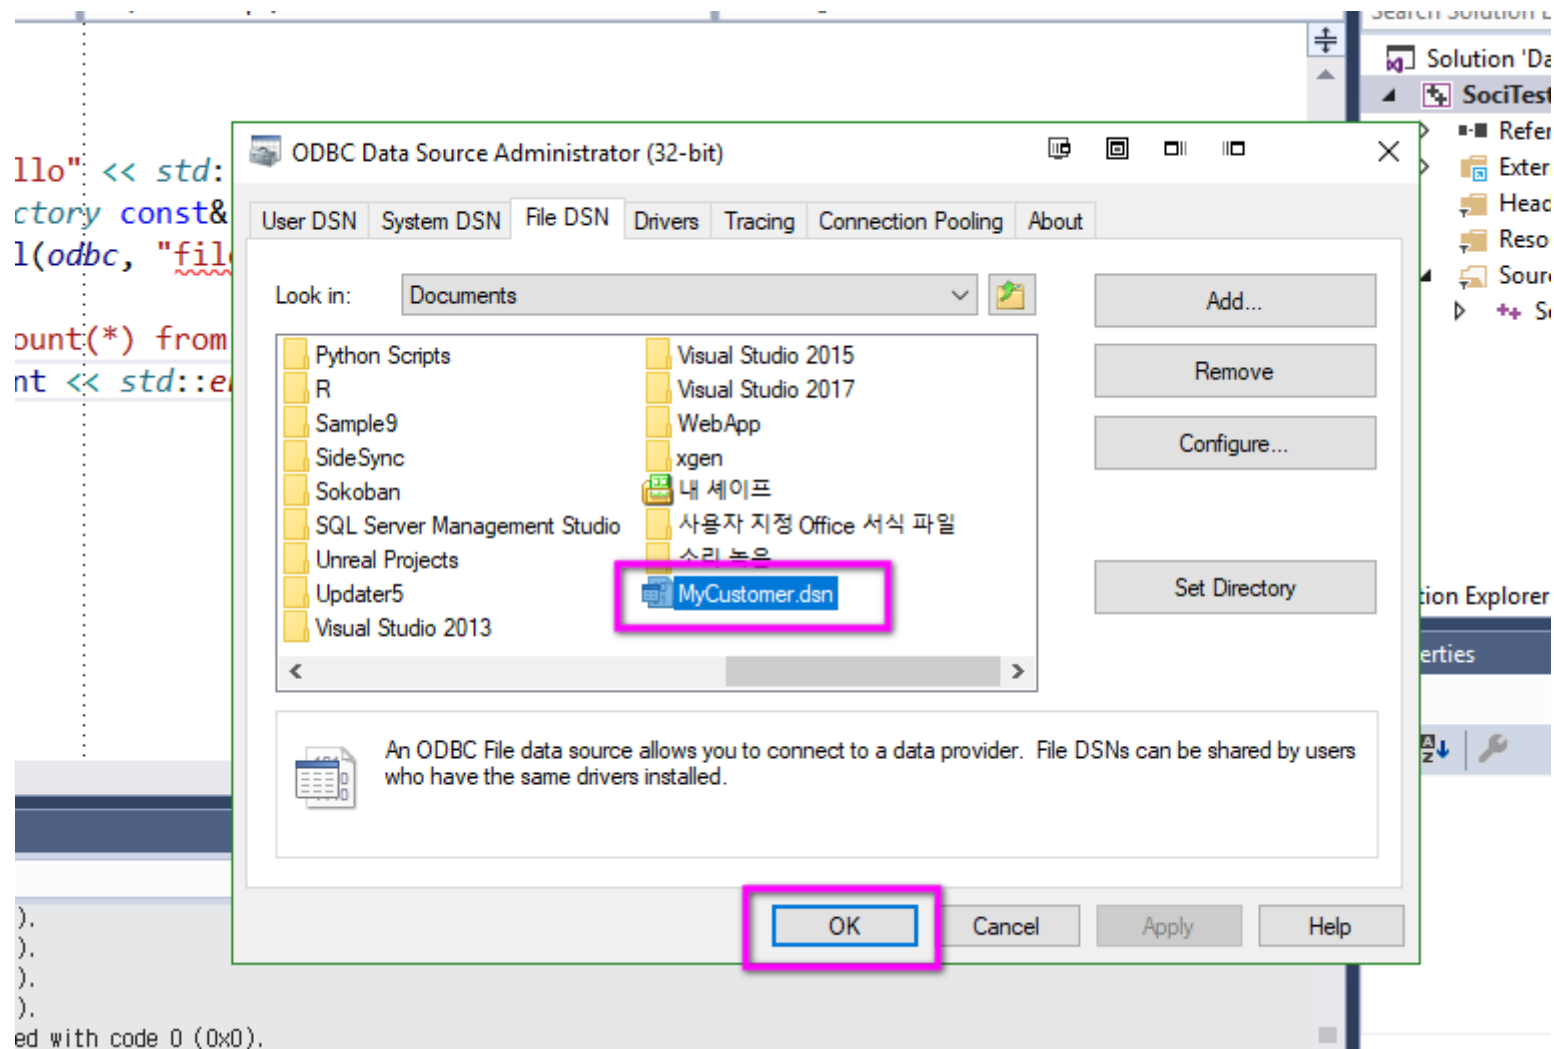 Search Solution
Solution 'Da
SociTest
Refer
Exter
Head
Reso
Sour
llo" << std:
ctory const&
l(odbc, "fil
ount(*) from
nt << std::e
ODBC Data Source Administrator (32-bit)
User DSN System DSN File DSN Drivers Tracing Connection Pooling About
Look in: Documents
Add...
Remove
Configure...
Set Directory
Python Scripts
R
Sample9
SideSync
Sokoban
SQL Server Management Studio
Unreal Projects
Updater5
Visual Studio 2013
Visual Studio 2015
Visual Studio 2017
WebApp
xgen
내 셰이프
사용자 지정 Office 서식 파일
소리 녹음
MyCustomer.dsn
An ODBC File data source allows you to connect to a data provider. File DSNs can be shared by users
who have the same drivers installed.
OK Cancel Apply Help
tion Explorer
erties
).
).
).
).
ed with code 0 (0x0).